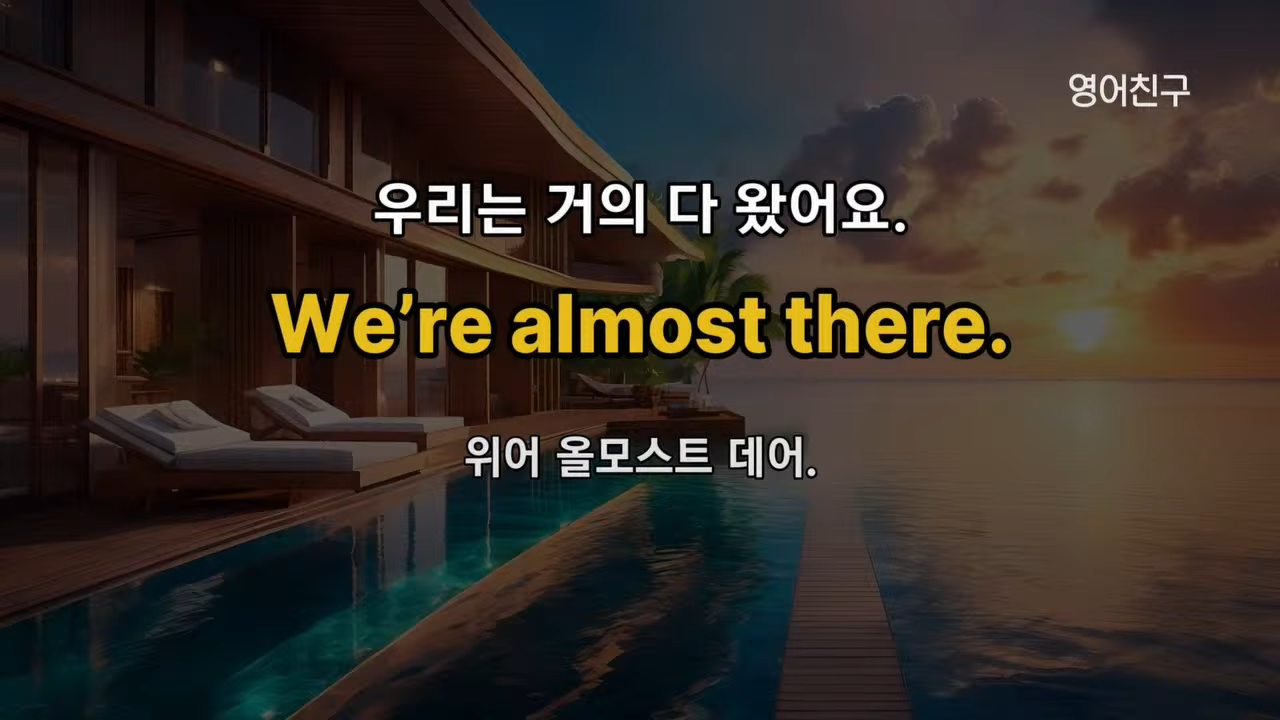 영어친구
우리는 거의 다 왔어요.
We’re almost there.
위어 올모스트 데어.